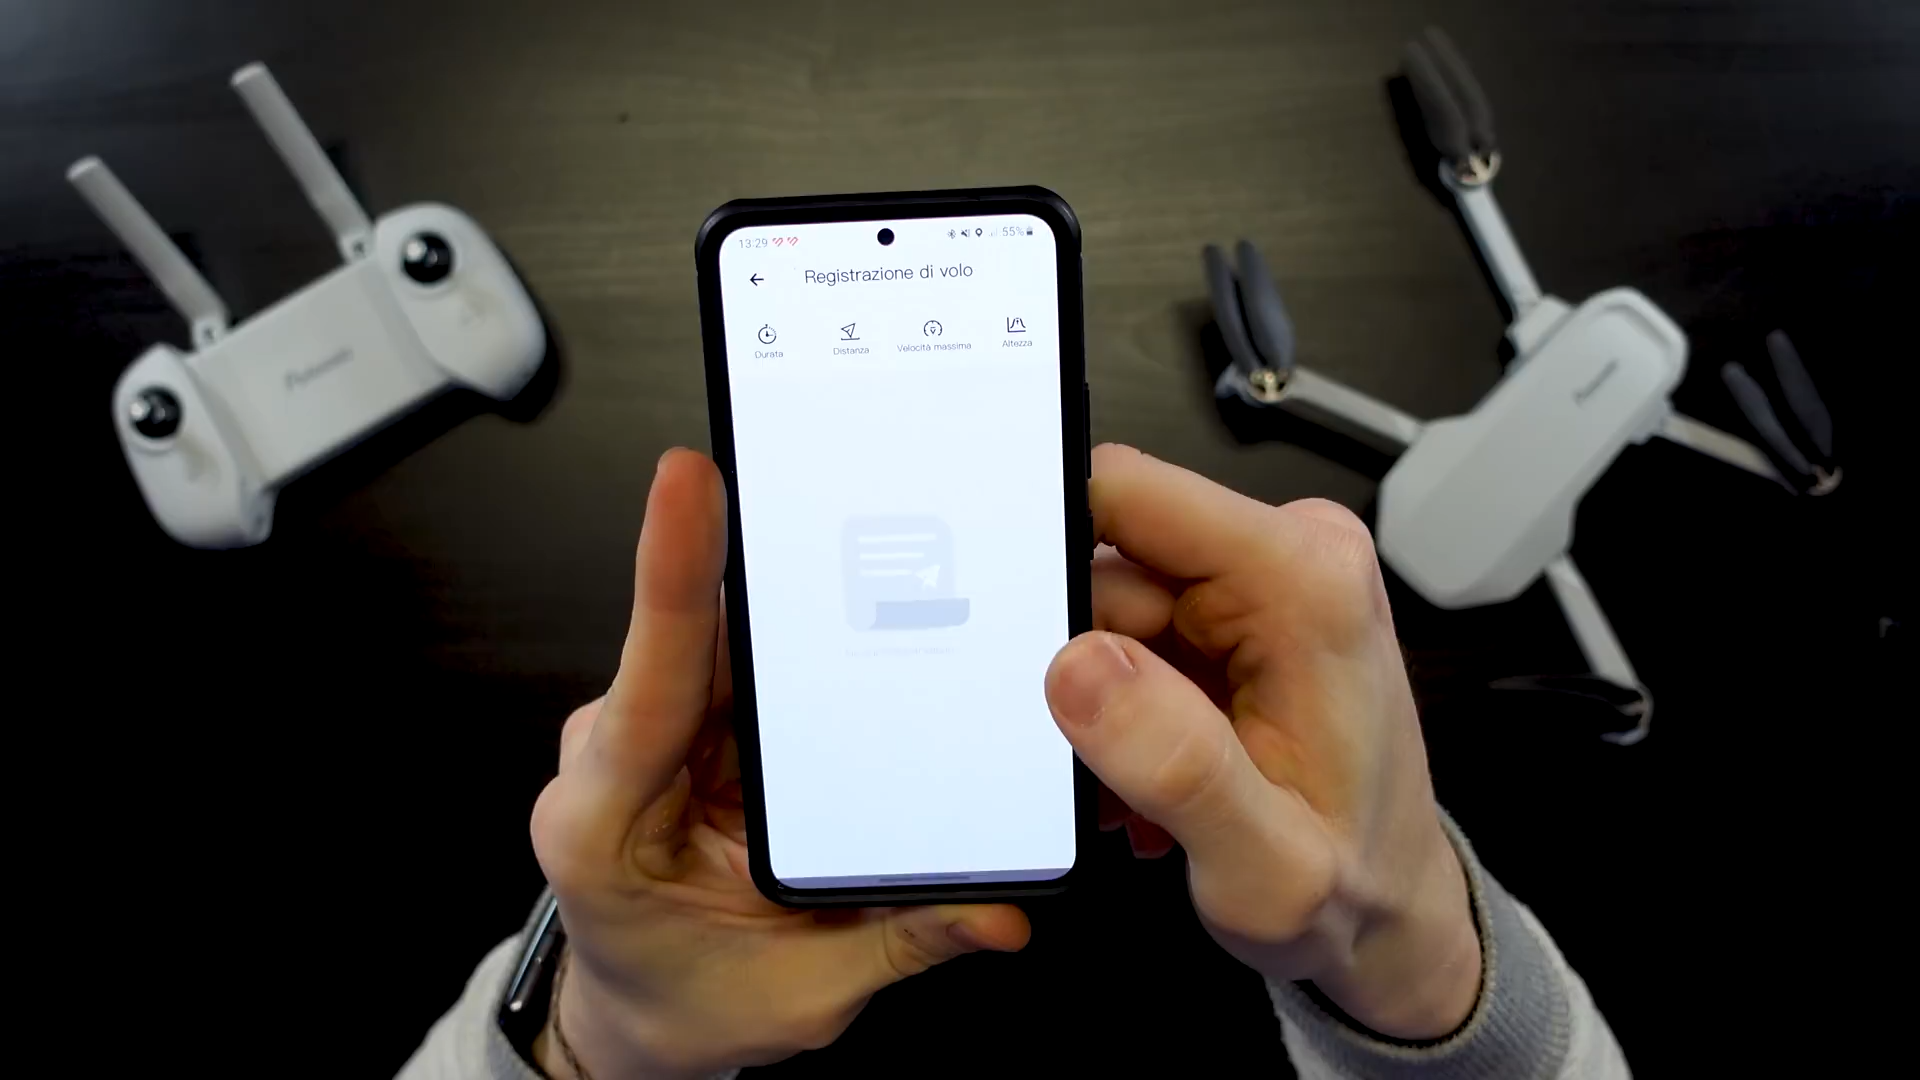 13:29
55%
Registrazione di volo
Durata
Distanza
Velocità massima
Altezza